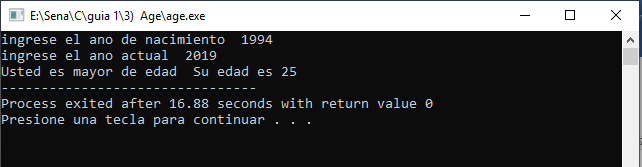 E:\Sena\C\guia 1\3)  Age\age.exe
ingrese el ano de nacimiento  1994
ingrese el ano actual  2019
Usted es mayor de edad  Su edad es 25
--------------------------------
Process exited after 16.88 seconds with return value 0
Presione una tecla para continuar . . .